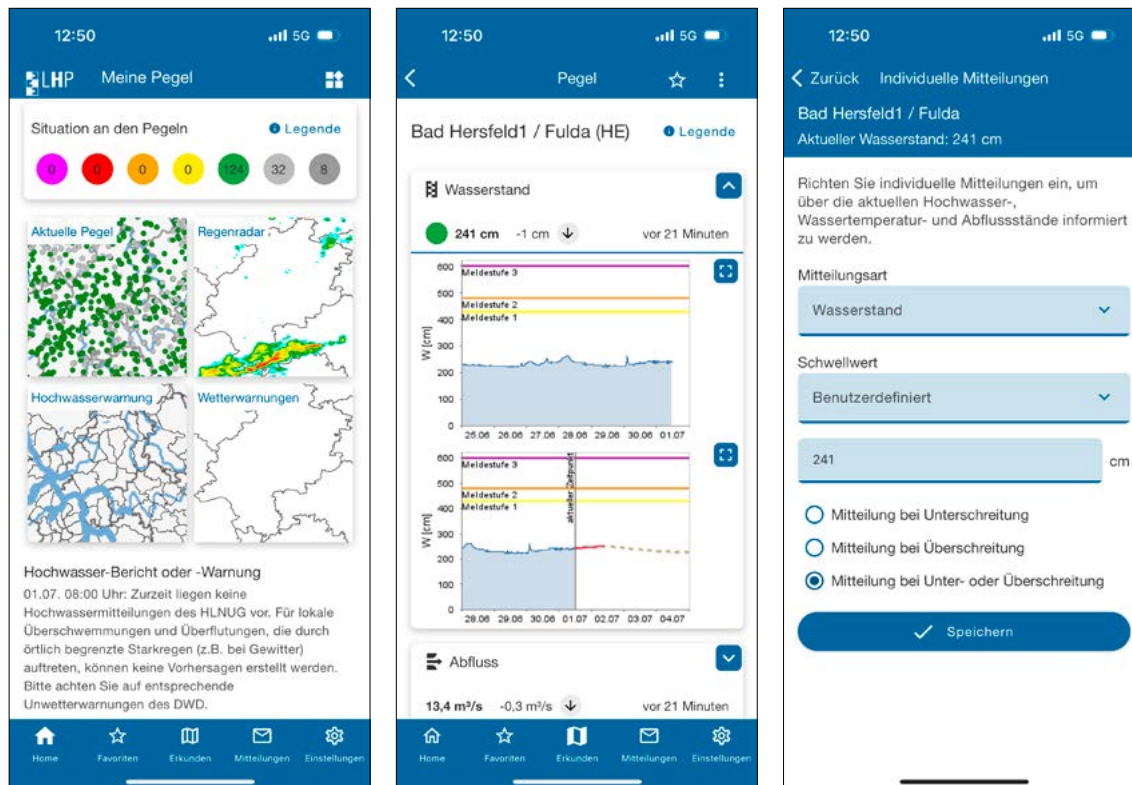 12:50
5G
LHP
Meine Pegel
Situation an den Pegeln
Legende
0 0 0 0 124 32 8
Aktuelle Pegel
Regenradar
Hochwasserwarnung
Wetterwarnungen
Hochwasser-Bericht oder -Warnung
01.07. 08:00 Uhr: Zurzeit liegen keine
Hochwassermitteilungen des HLNUG vor. Für lokale
Überschwemmungen und Überflutungen, die durch
örtlich begrenzte Starkregen (z.B. bei Gewitter)
auftreten, können keine Vorhersagen erstellt werden.
Bitte achten Sie auf entsprechende
Unwetterwarnungen des DWD.
Home Favoriten Erkunden Mitteilungen Einstellungen
12:50
5G
Pegel
Bad Hersfeld1 / Fulda (HE)
Legende
Wasserstand
241 cm -1 cm vor 21 Minuten
600
500
400
300
200
100
0
W [cm]
Meldestufe 3
Meldestufe 2
Meldestufe 1
25.06 26.06 27.06 28.06 29.06 30.06 01.07
600
500
400
300
200
100
0
W [cm]
Meldestufe 3
Meldestufe 2
Meldestufe 1
aktueller Zeitpunkt
28.06 29.06 30.06 01.07 02.07 03.07 04.07
Abfluss
13,4 m³/s -0,3 m³/s vor 21 Minuten
Home Favoriten Erkunden Mitteilungen Einstellungen
12:50
5G
Zurück Individuelle Mitteilungen
Bad Hersfeld1 / Fulda
Aktueller Wasserstand: 241 cm
Richten Sie individuelle Mitteilungen ein, um
über die aktuellen Hochwasser-,
Wassertemperatur- und Abflussstände informiert
zu werden.
Mitteilungsart
Wasserstand
Schwellwert
Benutzerdefiniert
241 cm
Mitteilung bei Unterschreitung
Mitteilung bei Überschreitung
Mitteilung bei Unter- oder Überschreitung
Speichern